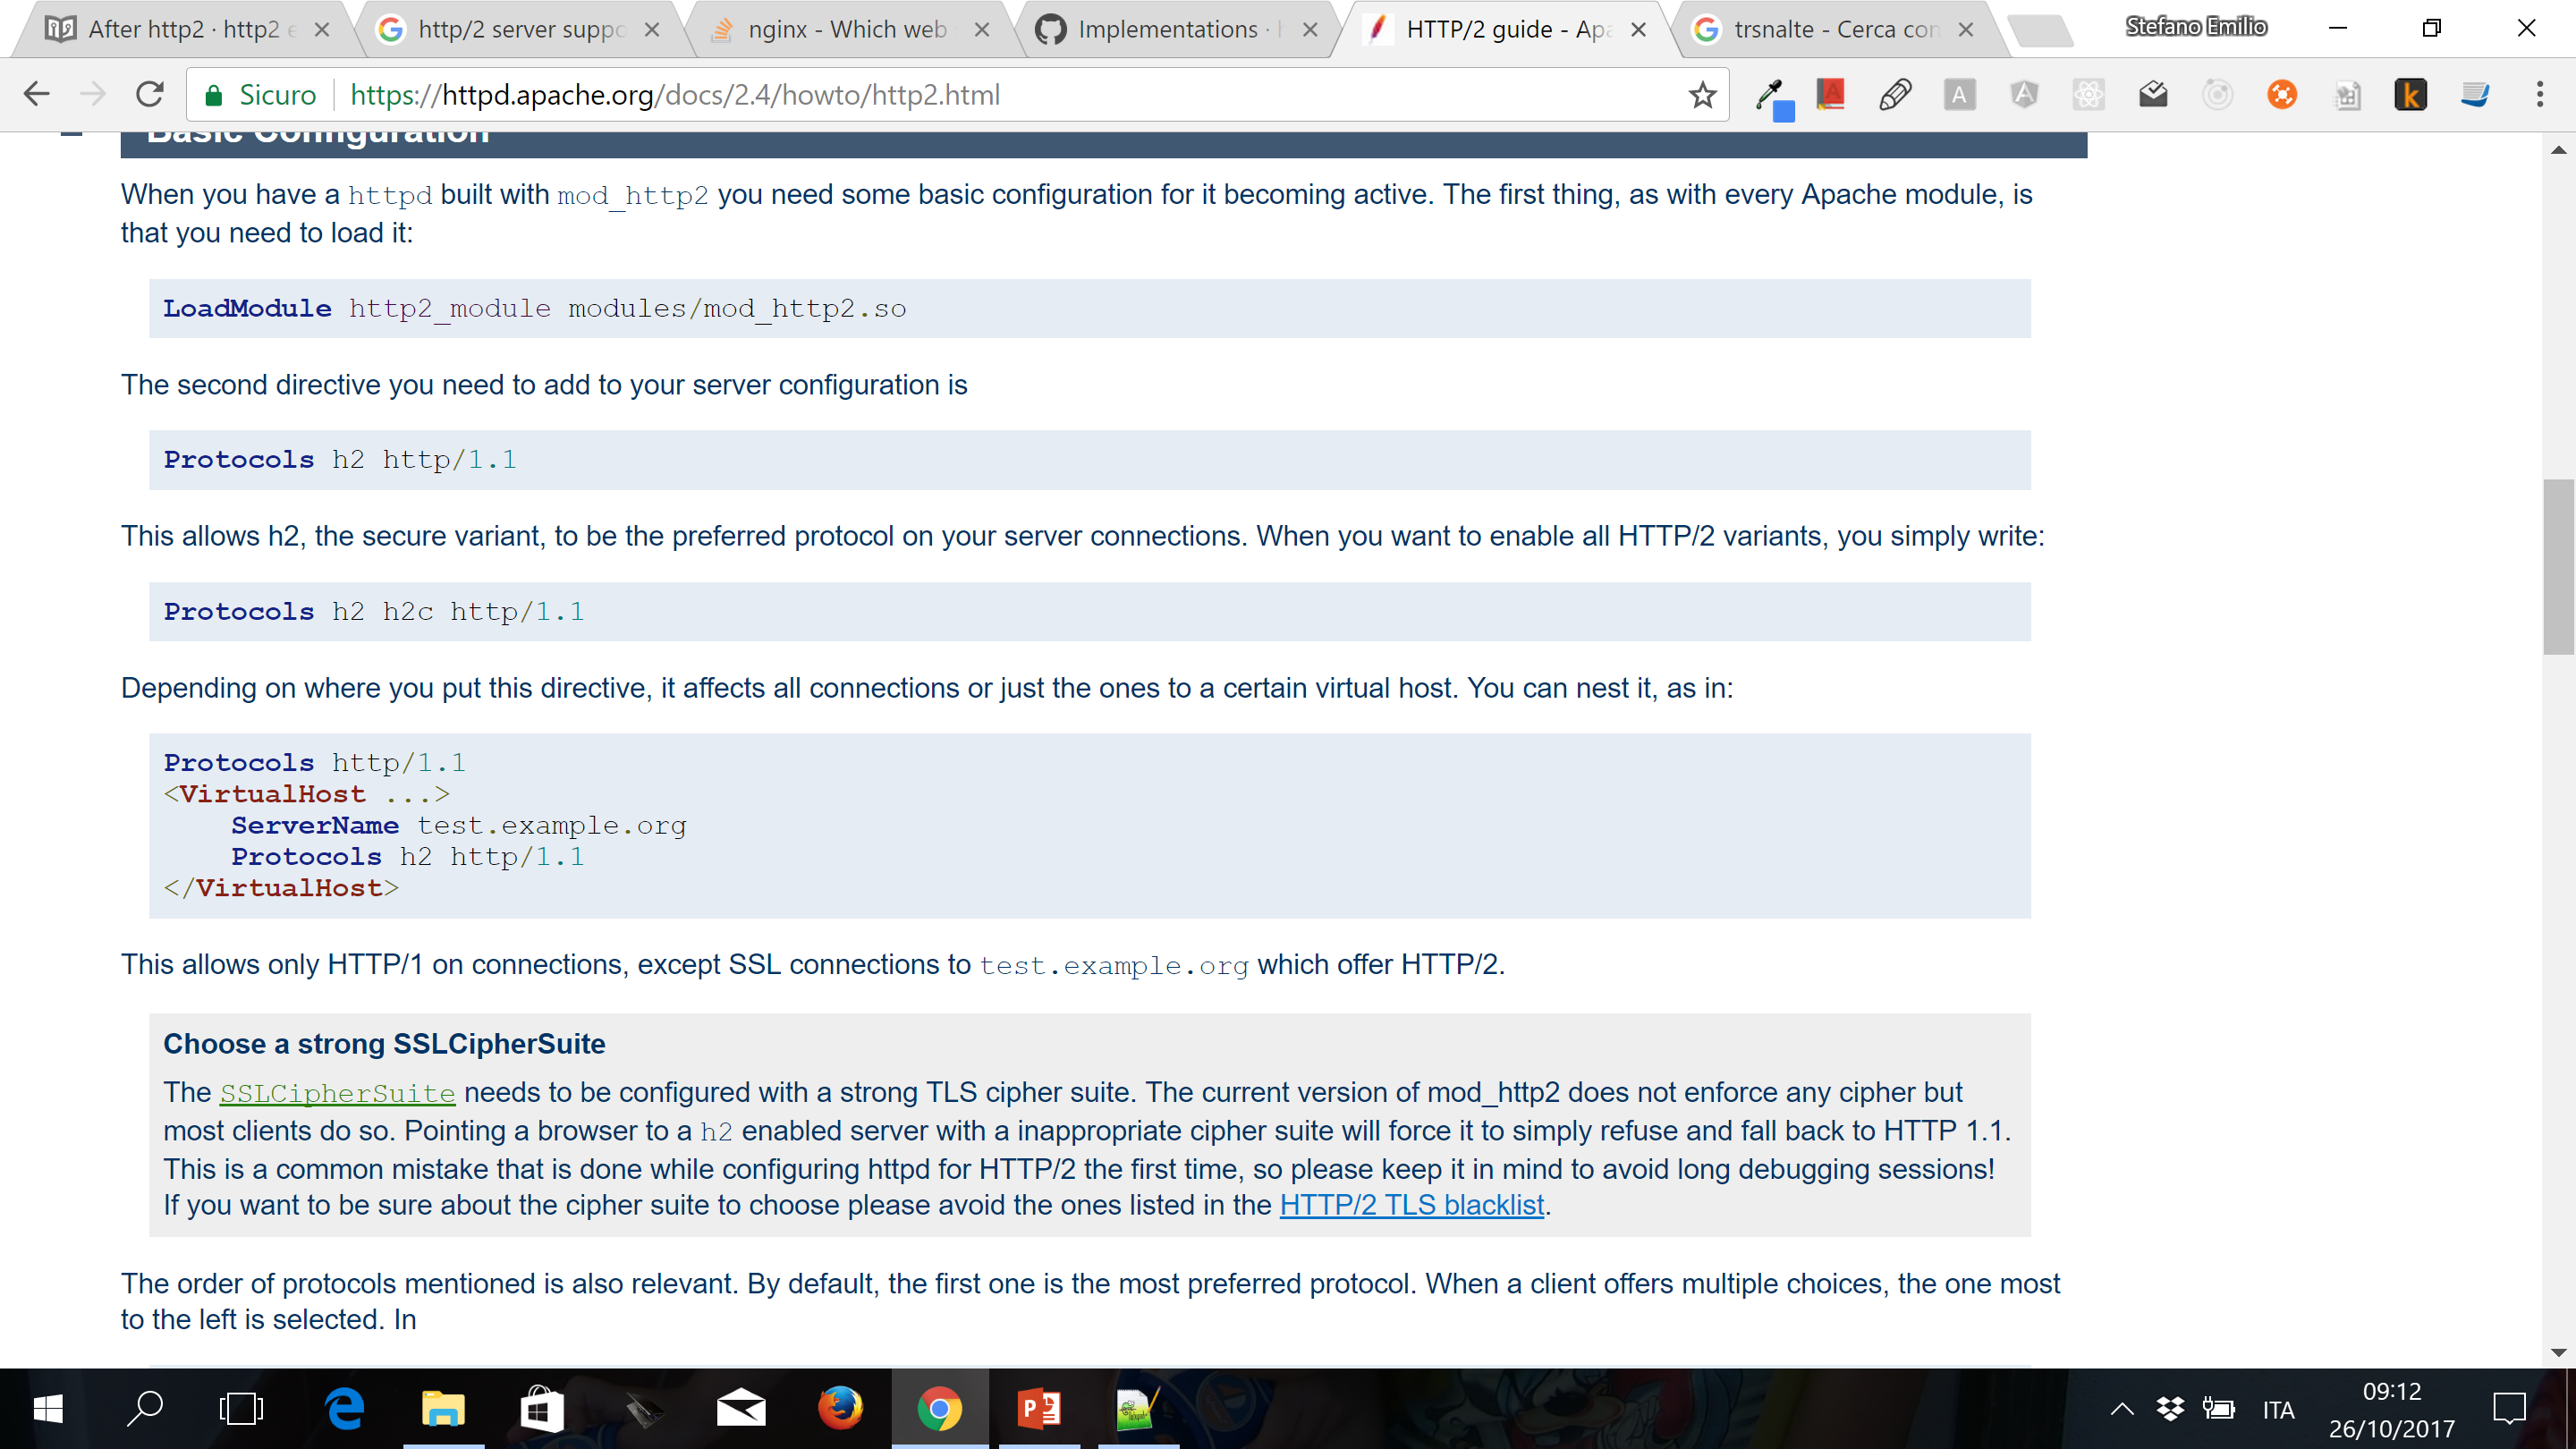 After http2 · http2 e
http/2 server suppo
nginx - Which web
Implementations · h
HTTP/2 guide - Apa
trsnalte - Cerca con
Stefano Emilio
Sicuro
https://httpd.apache.org/docs/2.4/howto/http2.html
Basic Configuration
When you have a httpd built with mod_http2 you need some basic configuration for it becoming active. The first thing, as with every Apache module, is
that you need to load it:
LoadModule http2_module modules/mod_http2.so
The second directive you need to add to your server configuration is
Protocols h2 http/1.1
This allows h2, the secure variant, to be the preferred protocol on your server connections. When you want to enable all HTTP/2 variants, you simply write:
Protocols h2 h2c http/1.1
Depending on where you put this directive, it affects all connections or just the ones to a certain virtual host. You can nest it, as in:
Protocols http/1.1
<VirtualHost ...>
    ServerName test.example.org
    Protocols h2 http/1.1
</VirtualHost>
This allows only HTTP/1 on connections, except SSL connections to test.example.org which offer HTTP/2.
Choose a strong SSLCipherSuite
The SSLCipherSuite needs to be configured with a strong TLS cipher suite. The current version of mod_http2 does not enforce any cipher but
most clients do so. Pointing a browser to a h2 enabled server with a inappropriate cipher suite will force it to simply refuse and fall back to HTTP 1.1.
This is a common mistake that is done while configuring httpd for HTTP/2 the first time, so please keep it in mind to avoid long debugging sessions!
If you want to be sure about the cipher suite to choose please avoid the ones listed in the HTTP/2 TLS blacklist.
The order of protocols mentioned is also relevant. By default, the first one is the most preferred protocol. When a client offers multiple choices, the one most
to the left is selected. In
ITA
09:12
26/10/2017